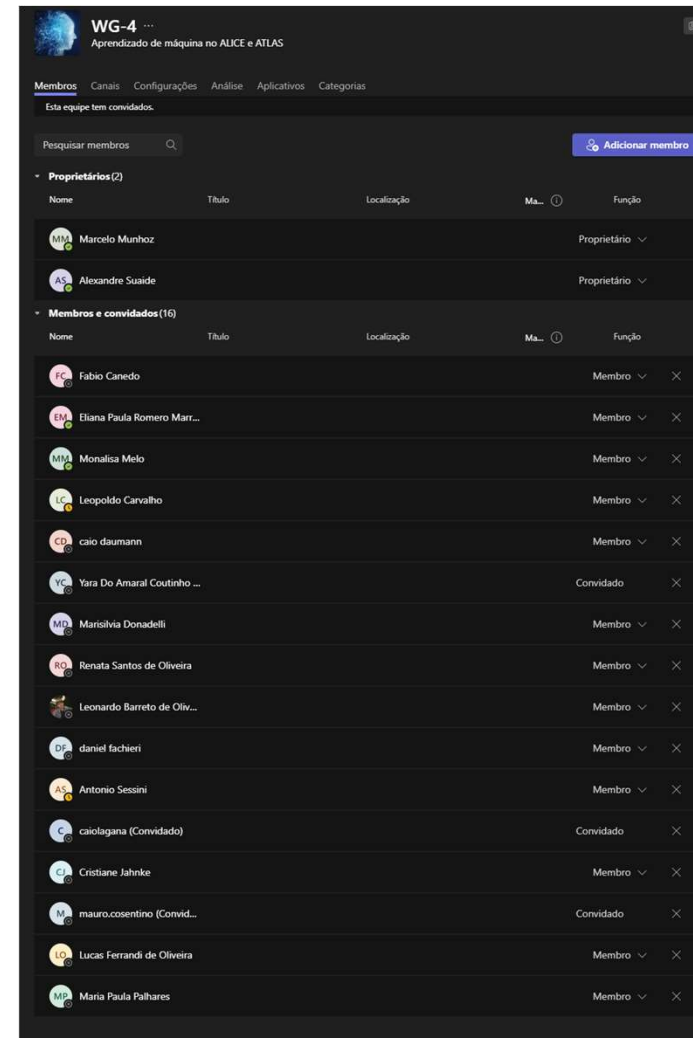 WG-4 ...
Aprendizado de máquina no ALICE e ATLAS
Membros Canais Configurações Análise Aplicativos Categorias
Esta equipe tem convidados.
Pesquisar membros
Adicionar membro
Proprietários(2)
Nome Título Localização Ma... Função
MM Marcelo Munhoz Proprietário
AS Alexandre Suaide Proprietário
Membros e convidados(16)
Nome Título Localização Ma... Função
FC Fabio Canedo Membro
EM Eliana Paula Romero Marr... Membro
MM Monalisa Melo Membro
LC Leopoldo Carvalho Membro
CD caio daumann Membro
YC Yara Do Amaral Coutinho ... Convidado
MD Marisilvia Donadelli Membro
RO Renata Santos de Oliveira Membro
Leonardo Barreto de Oliv... Membro
DF daniel fachieri Membro
AS Antonio Sessini Membro
C caiolagana (Convidado) Convidado
CJ Cristiane Jahnke Membro
M mauro.cosentino (Convid... Convidado
LO Lucas Ferrandi de Oliveira Membro
MP Maria Paula Palhares Membro